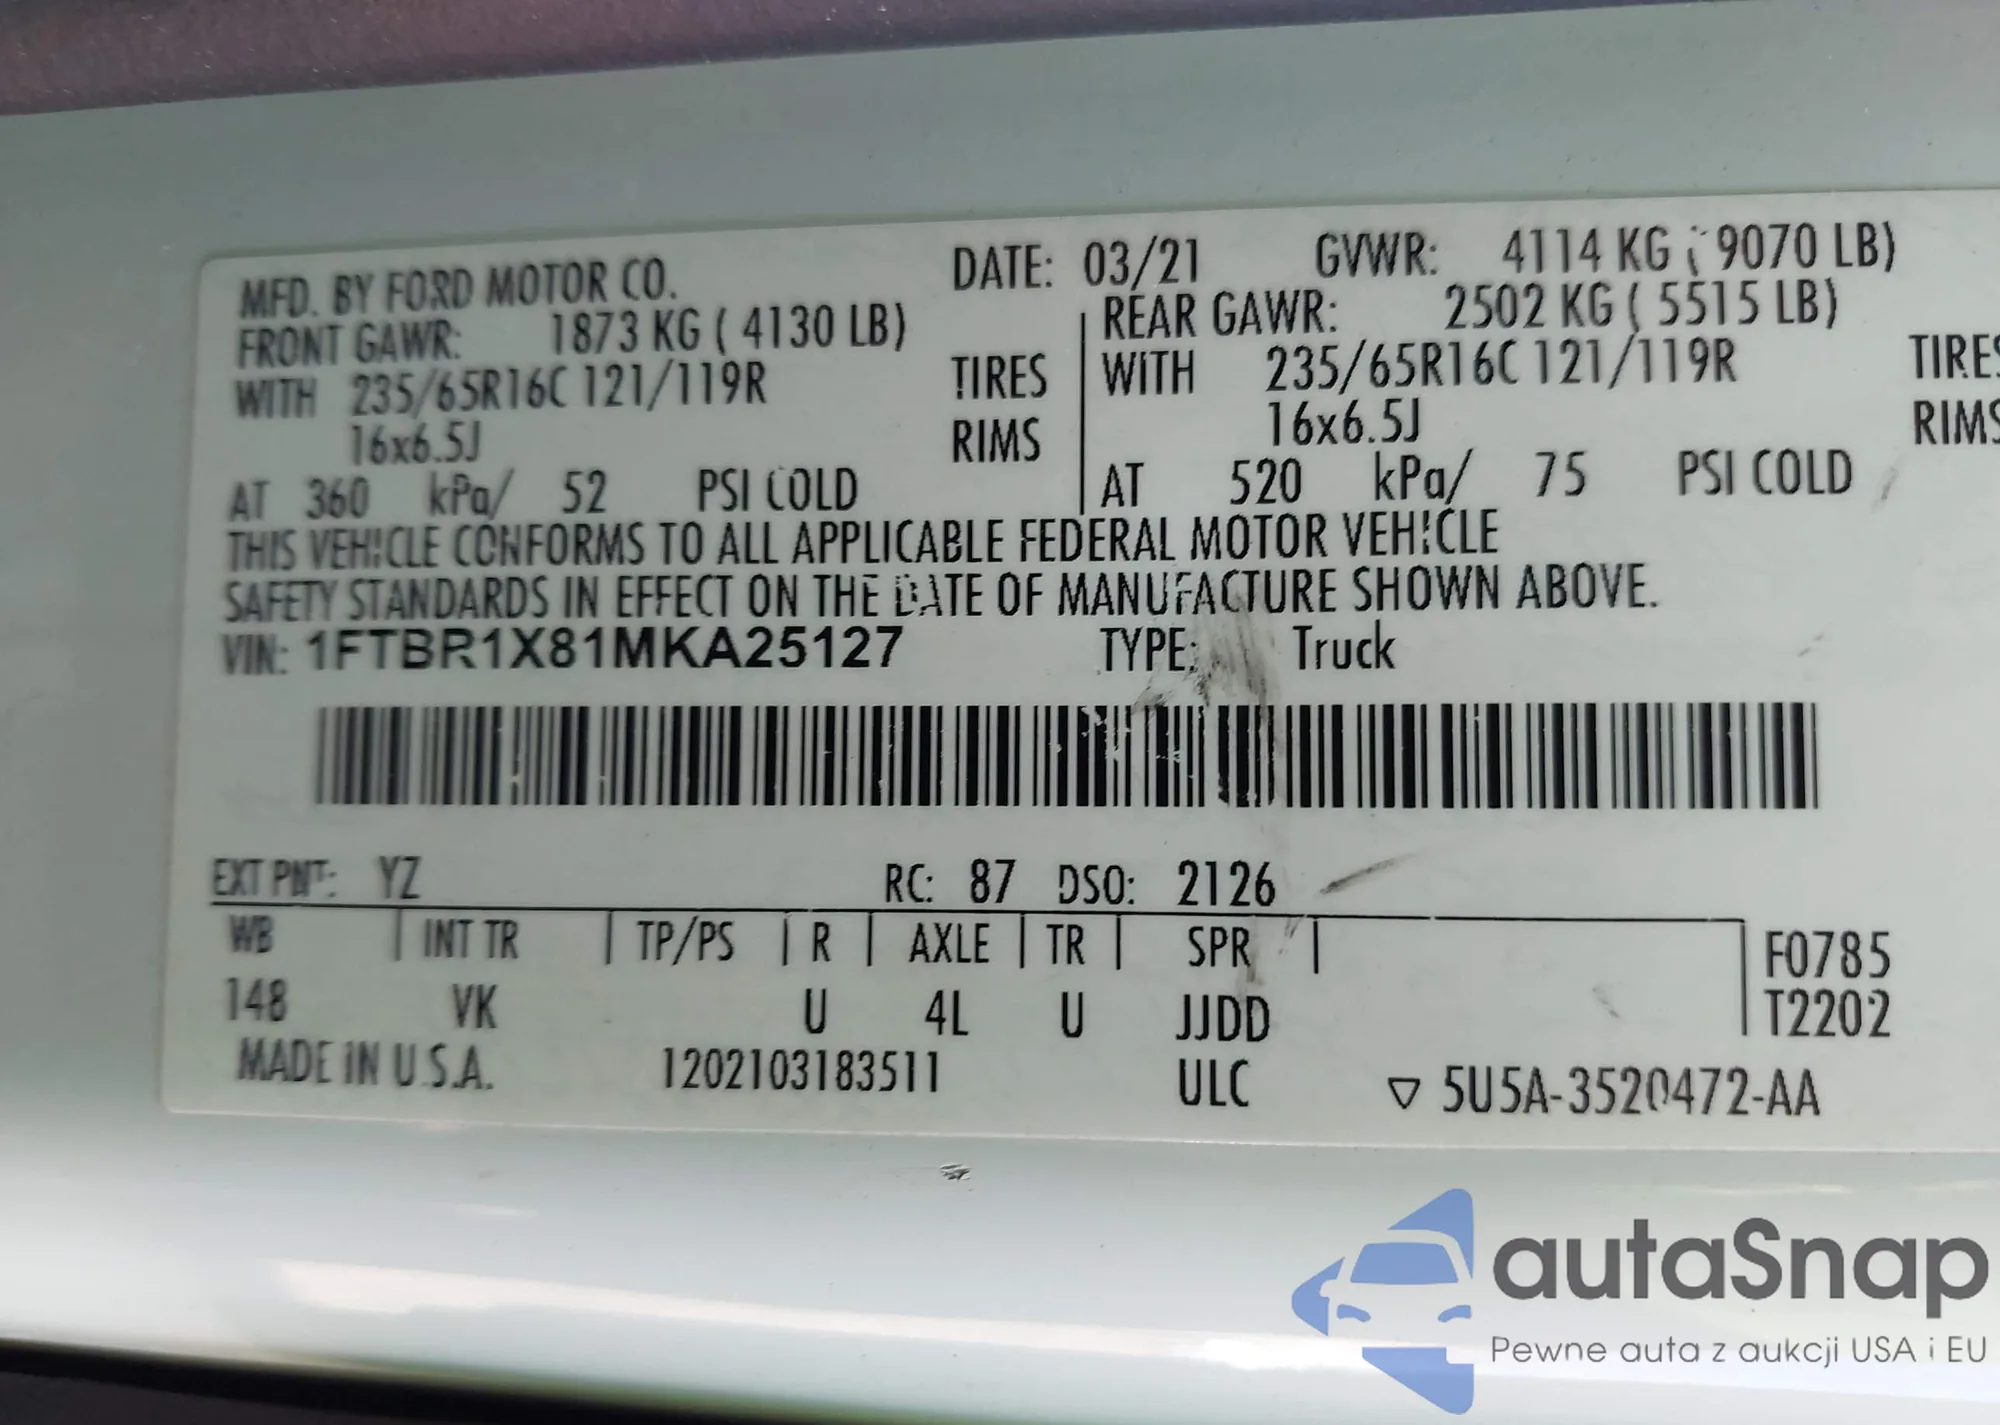 MFD. BY FORD MOTOR CO. DATE: 03/21 GVWR: 4114 KG ( 9070 LB)
FRONT GAWR: 1873 KG ( 4130 LB) REAR GAWR: 2502 KG ( 5515 LB)
WITH 235/65R16C 121/119R TIRES WITH 235/65R16C 121/119R TIRES
16x6.5J RIMS 16x6.5J RIMS
AT 360 kPa/ 52 PSI COLD AT 520 kPa/ 75 PSI COLD
THIS VEHICLE CONFORMS TO ALL APPLICABLE FEDERAL MOTOR VEHICLE
SAFETY STANDARDS IN EFFECT ON THE DATE OF MANUFACTURE SHOWN ABOVE.
VIN: 1FTBR1X81MKA25127 TYPE: Truck
EXT PNT: YZ RC: 87 DSO: 2126
WB INT TR TP/PS R AXLE TR SPR F0785
148 VK U 4L U JJDD T2202
MADE IN U.S.A. 1202103183511 ULC ▽ 5U5A-3520472-AA
autaSnap
Pewne auta z aukcji USA i EU